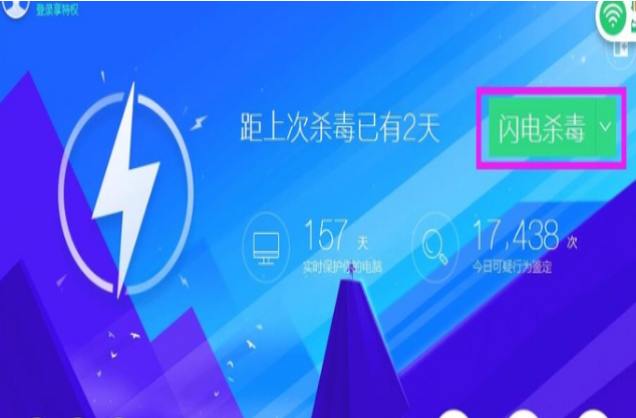 登录享特权
距上次杀毒已有2天
闪电杀毒
157 天
实时保护你的电脑
17,438 次
今日可疑行为鉴定